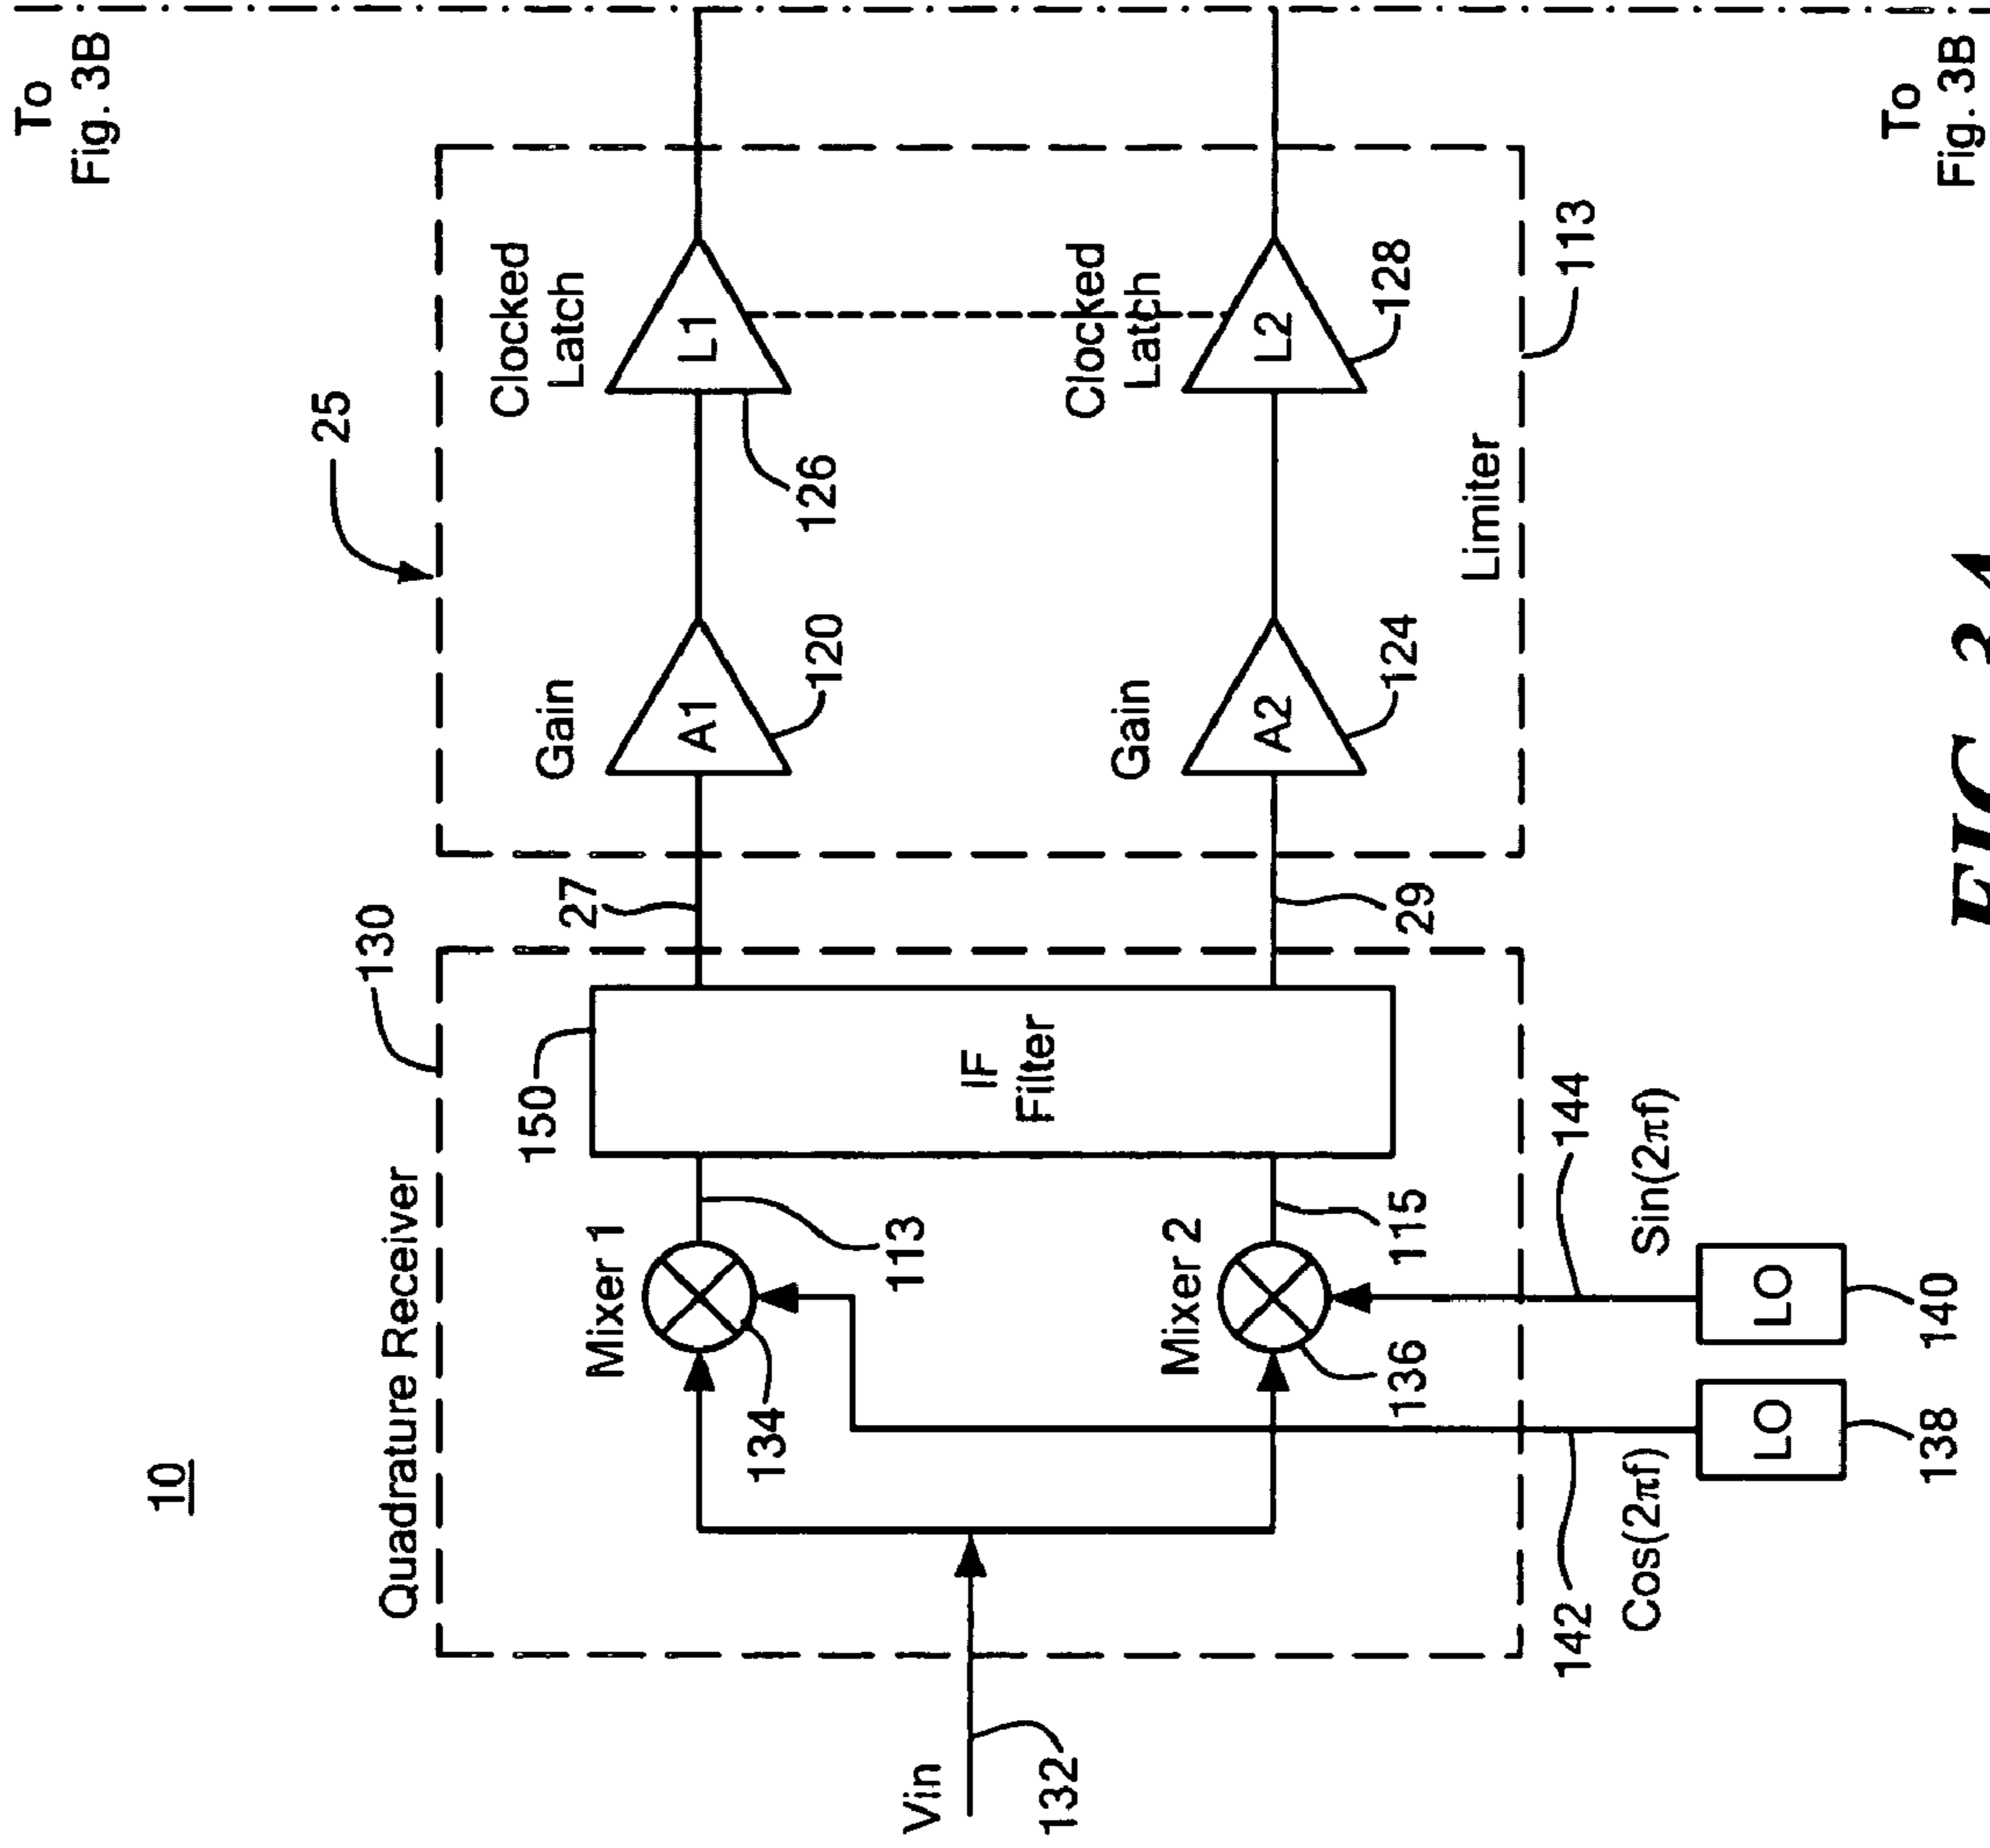 10
To
Fig. 3B
25
130
Quadrature Receiver
Clocked
Latch
L1
126
Gain
A1
120
27
150
IF
Filter
Mixer 1
134
113
Clocked
Latch
L2
128
Gain
A2
124
29
Mixer 2
136
115
Vin
132
Limiter
113
142
Cos(2πf)
144
Sin(2πf)
LO
138
LO
140
To
Fig. 3B